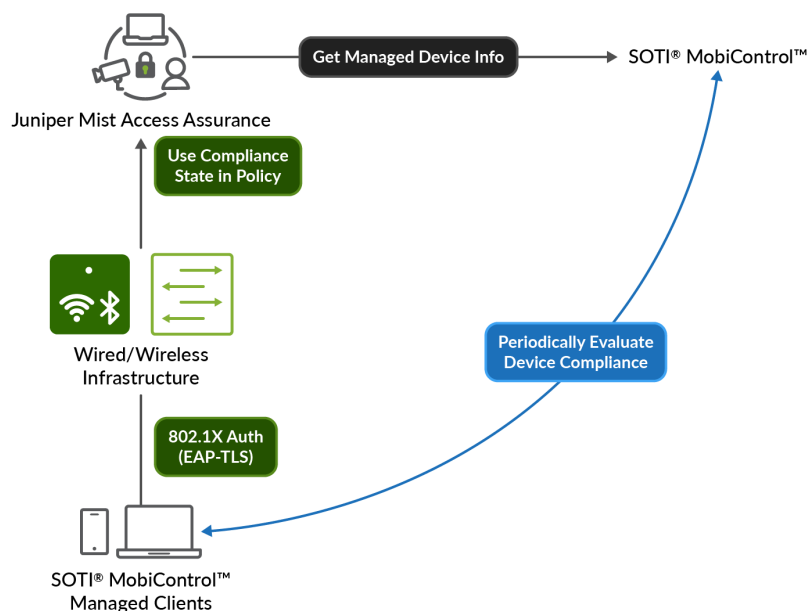 Get Managed Device Info
SOTI® MobiControl™
Juniper Mist Access Assurance
Use Compliance
State in Policy
Wired/Wireless
Infrastructure
Periodically Evaluate
Device Compliance
802.1X Auth
(EAP-TLS)
SOTI® MobiControl™
Managed Clients